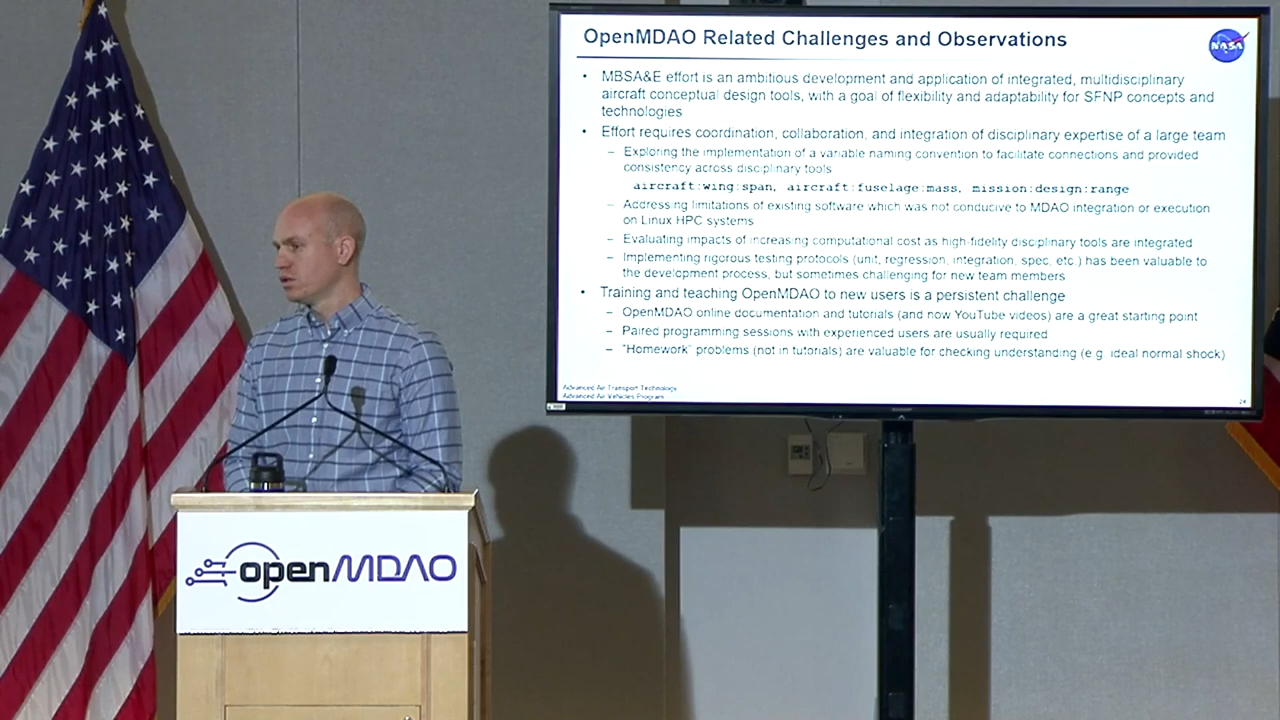 OpenMDAO Related Challenges and Observations
NASA
• MBSA&E effort is an ambitious development and application of integrated, multidisciplinary
aircraft conceptual design tools, with a goal of flexibility and adaptability for SFNP concepts and
technologies
• Effort requires coordination, collaboration, and integration of disciplinary expertise of a large team
– Exploring the implementation of a variable naming convention to facilitate connections and provided
consistency across disciplinary tools
aircraft:wing:span, aircraft:fuselage:mass, mission:design:range
– Addressing limitations of existing software which was not conducive to MDAO integration or execution
on Linux HPC systems
– Evaluating impacts of increasing computational cost as high-fidelity disciplinary tools are integrated
– Implementing rigorous testing protocols (unit, regression, integration, spec, etc.) has been valuable to
the development process, but sometimes challenging for new team members
• Training and teaching OpenMDAO to new users is a persistent challenge
– OpenMDAO online documentation and tutorials (and now YouTube videos) are a great starting point
– Paired programming sessions with experienced users are usually required
– "Homework" problems (not in tutorials) are valuable for checking understanding (e.g. ideal normal shock)
Advanced Air Transport Technology
Advanced Air Vehicles Program
24
openMDAO